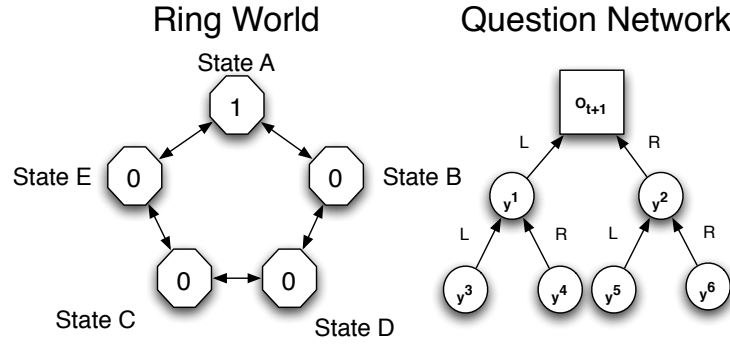 Ring World
State A
1
State E
0
0
State B
0
0
State C
State D
Question Network
O_{t+1}
L
R
y^1
y^2
L
R
L
R
y^3
y^4
y^5
y^6